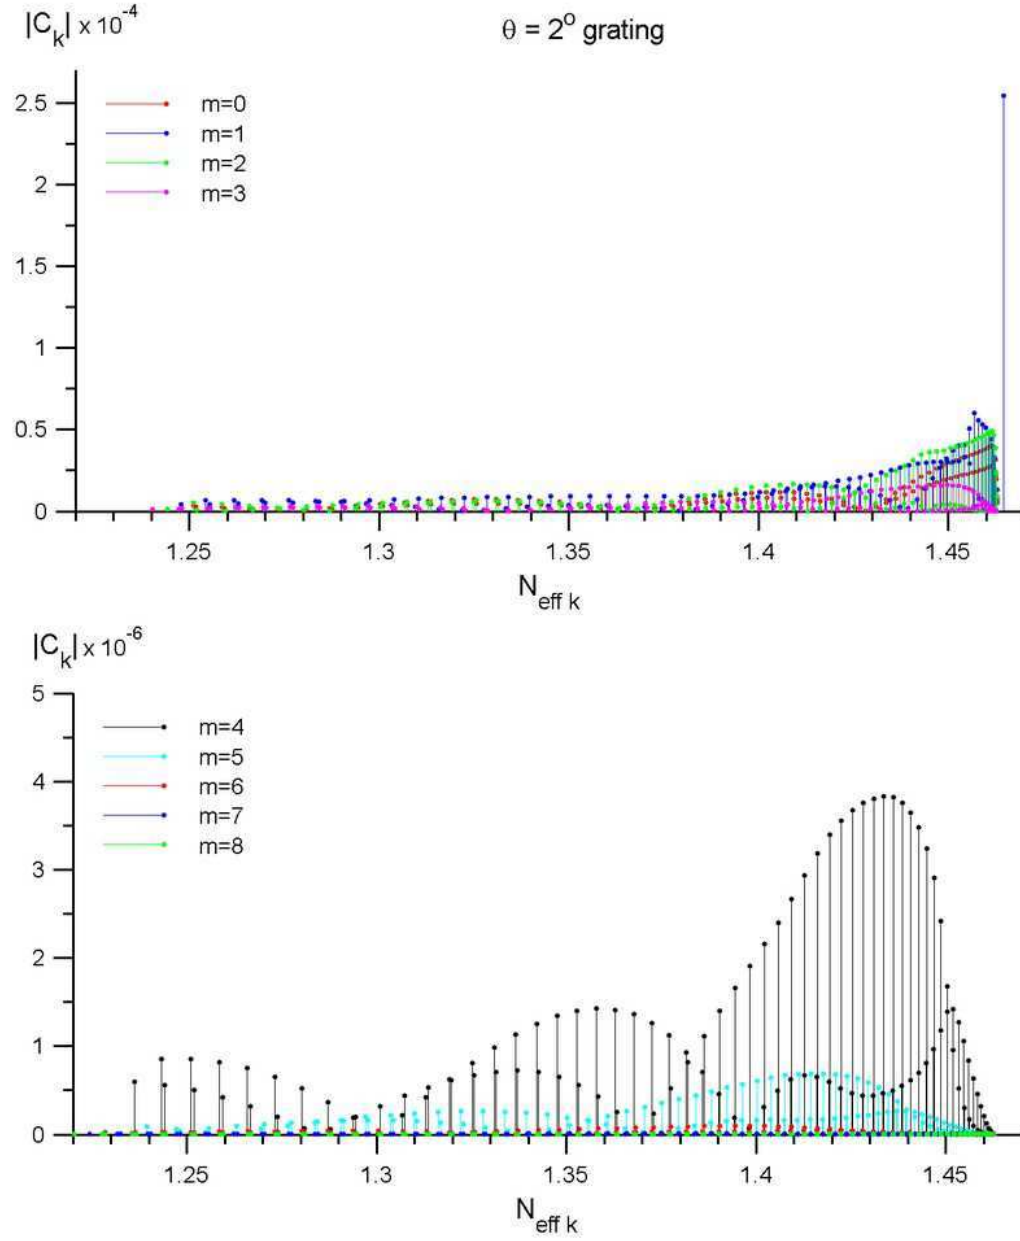 |C_k| x 10^-4
θ = 2° grating
m=0
m=1
m=2
m=3
2.5
2
1.5
1
0.5
0
1.25 1.3 1.35 1.4 1.45
N_eff k
|C_k| x 10^-6
m=4
m=5
m=6
m=7
m=8
5
4
3
2
1
0
1.25 1.3 1.35 1.4 1.45
N_eff k